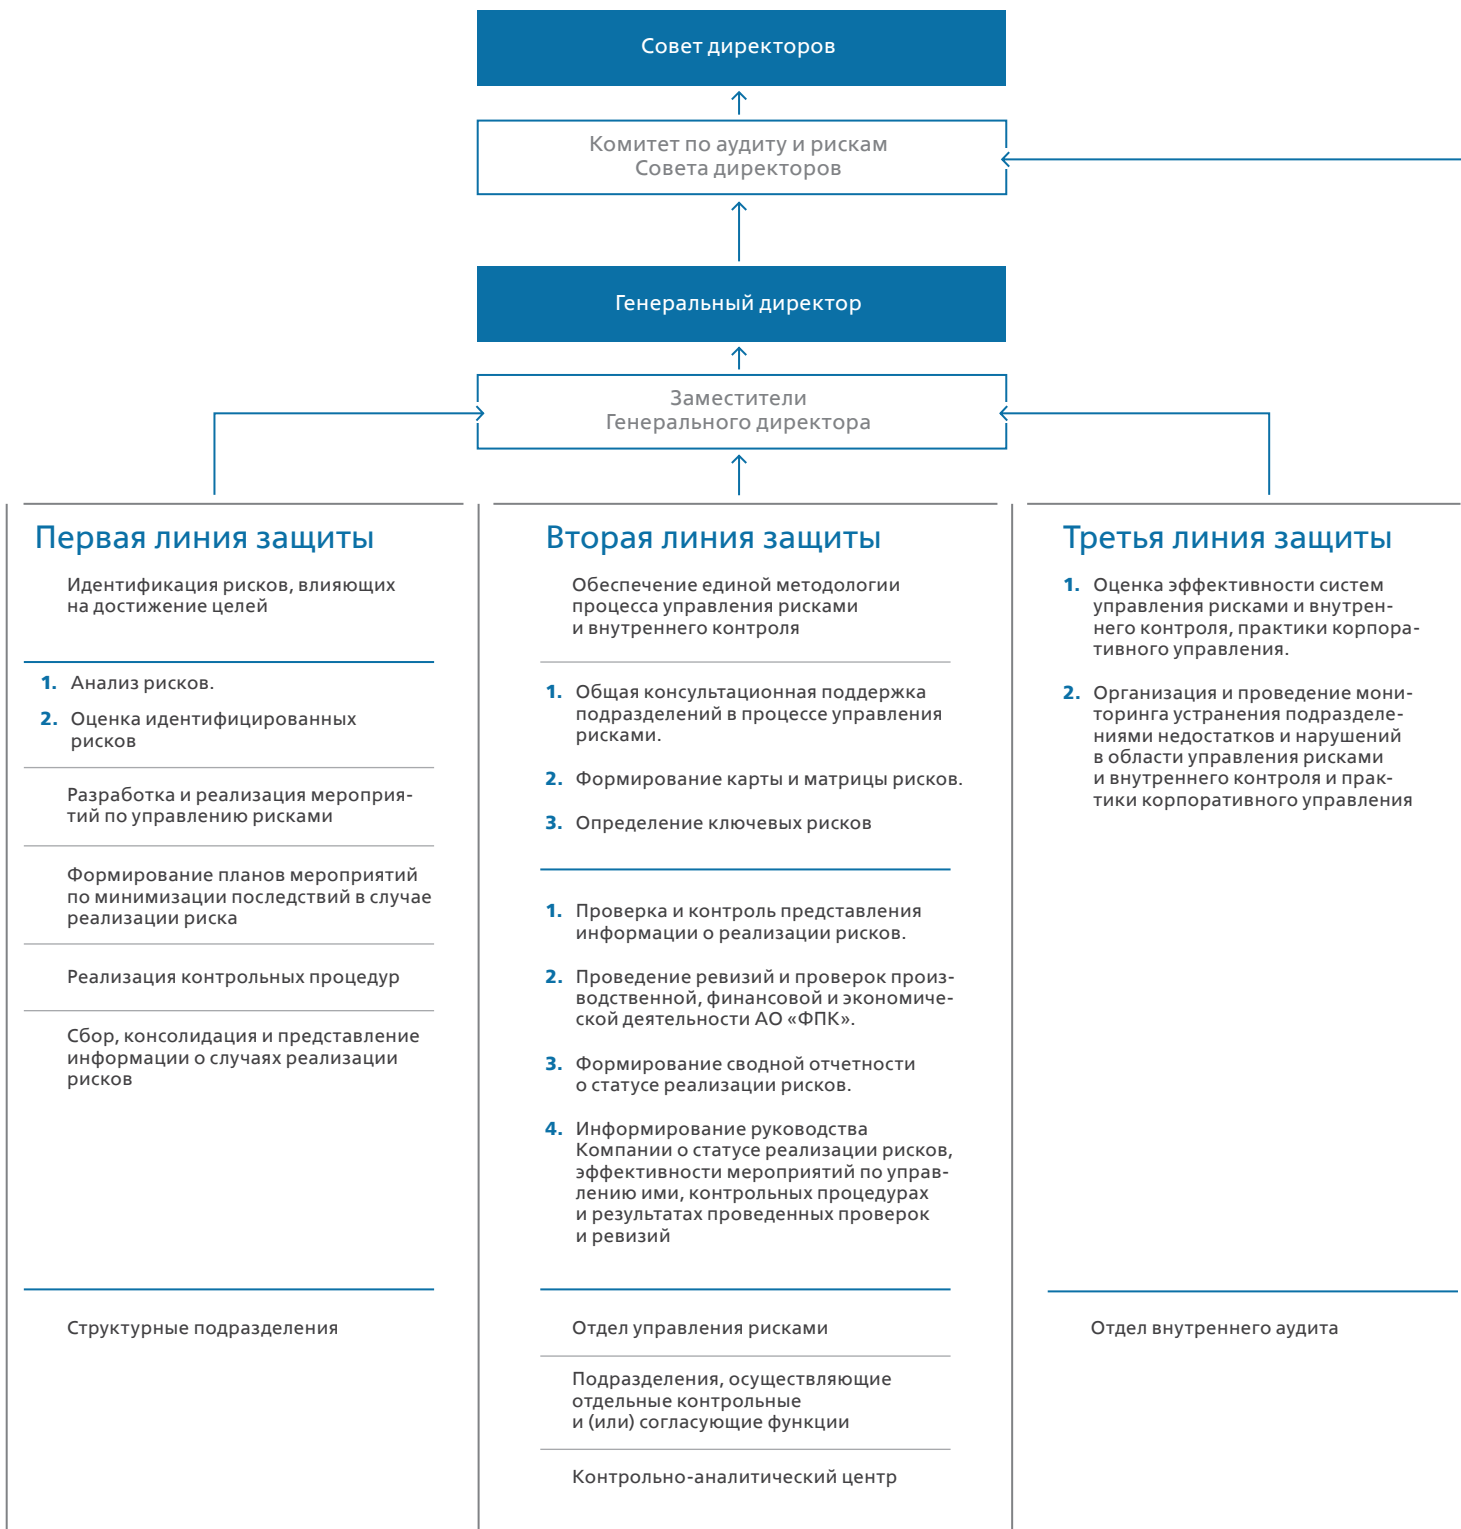 Совет директоров
Комитет по аудиту и рискам
Совета директоров
Генеральный директор
Заместители
Генерального директора
Первая линия защиты
Идентификация рисков, влияющих
на достижение целей
1. Анализ рисков.
2. Оценка идентифицированных
рисков
Разработка и реализация мероприя-
тий по управлению рисками
Формирование планов мероприятий
по минимизации последствий в случае
реализации риска
Реализация контрольных процедур
Сбор, консолидация и представление
информации о случаях реализации
рисков
Структурные подразделения
Вторая линия защиты
Обеспечение единой методологии
процесса управления рисками
и внутреннего контроля
1. Общая консультационная поддержка
подразделений в процессе управления
рисками.
2. Формирование карты и матрицы рисков.
3. Определение ключевых рисков
1. Проверка и контроль представления
информации о реализации рисков.
2. Проведение ревизий и проверок произ-
водственной, финансовой и экономиче-
ской деятельности АО «ФПК».
3. Формирование сводной отчетности
о статусе реализации рисков.
4. Информирование руководства
Компании о статусе реализации рисков,
эффективности мероприятий по управ-
лению ими, контрольных процедурах
и результатах проведенных проверок
и ревизий
Отдел управления рисками
Подразделения, осуществляющие
отдельные контрольные
и (или) согласующие функции
Контрольно-аналитический центр
Третья линия защиты
1. Оценка эффективности систем
управления рисками и внутрен-
него контроля, практики корпора-
тивного управления.
2. Организация и проведение мони-
торинга устранения подразделе-
ниями недостатков и нарушений
в области управления рисками
и внутреннего контроля и прак-
тики корпоративного управления
Отдел внутреннего аудита